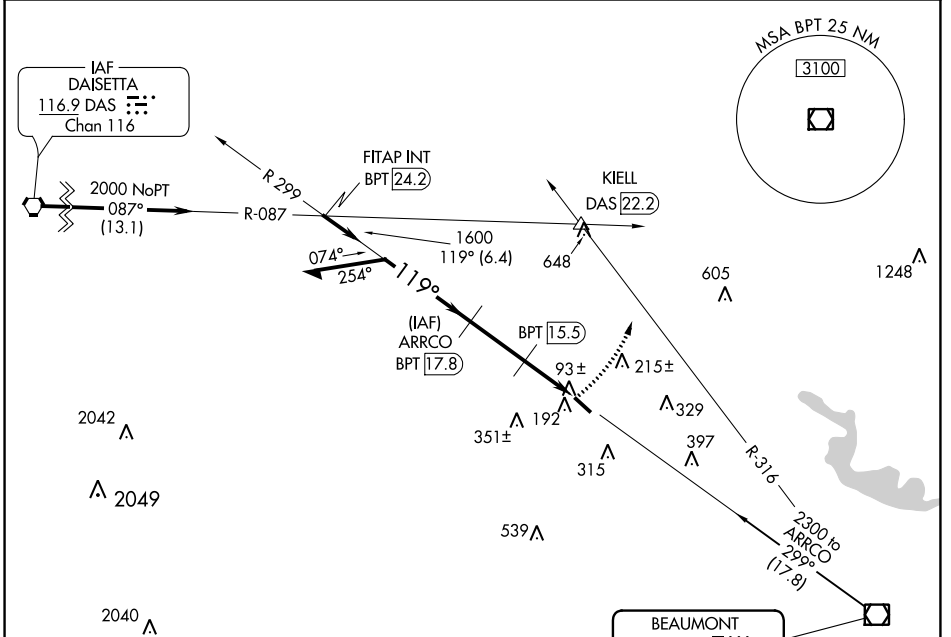 MSA BPT 25 NM
3100
IAF
DAISETTA
116.9 DAS
Chan 116
2000 NoPT
087°
(13.1)
R-087
R 299
FITAP INT
BPT 24.2
KIELL
DAS 22.2
648
1600
119° (6.4)
074°
254°
119°
605
1248
(IAF)
ARRCO
BPT 17.8
BPT 15.5
93±
215±
192
351±
329
315
397
2042
2049
539
R-316
2300 to
ARRCO
299°
(17.8)
2040
BEAUMONT